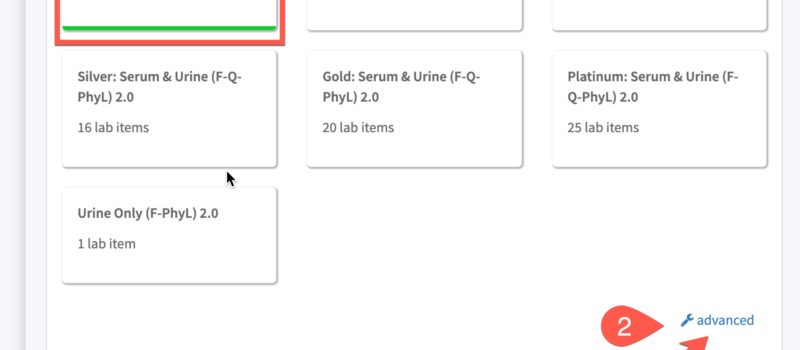 Silver: Serum & Urine (F-Q-
PhyL) 2.0
16 lab items
Gold: Serum & Urine (F-Q-
PhyL) 2.0
20 lab items
Platinum: Serum & Urine (F-
Q-PhyL) 2.0
25 lab items
Urine Only (F-PhyL) 2.0
1 lab item
2
advanced